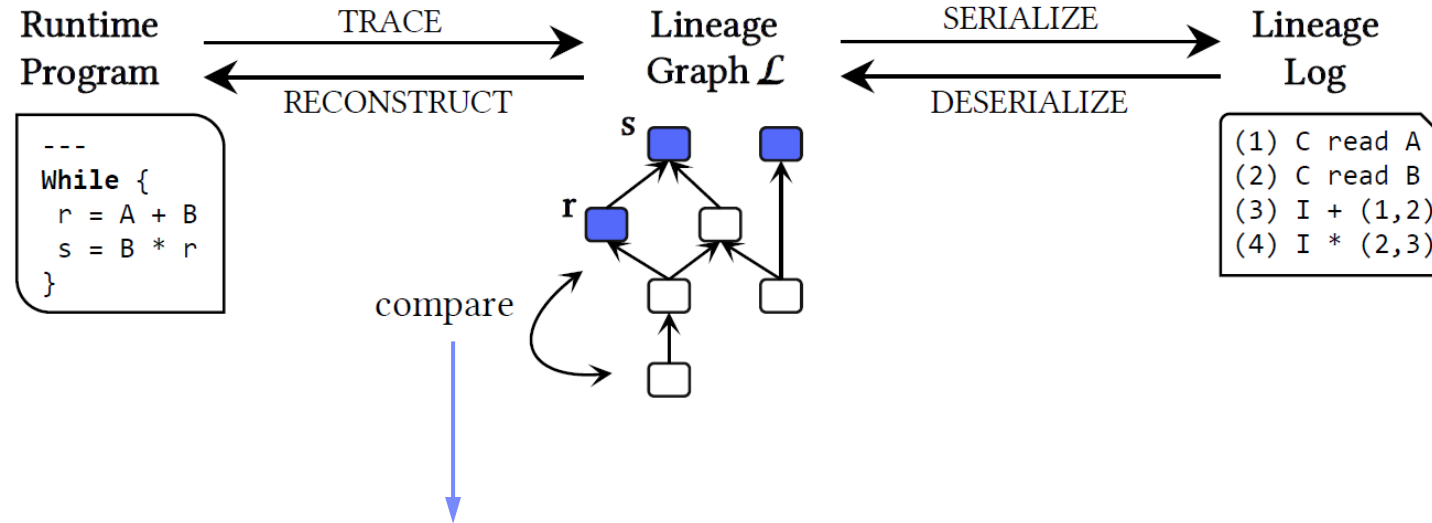 Runtime
Program
TRACE
RECONSTRUCT
Lineage
Graph ℒ
SERIALIZE
DESERIALIZE
Lineage
Log
---
While {
r = A + B
s = B * r
}
s
r
compare
(1) C read A
(2) C read B
(3) I + (1,2)
(4) I * (2,3)